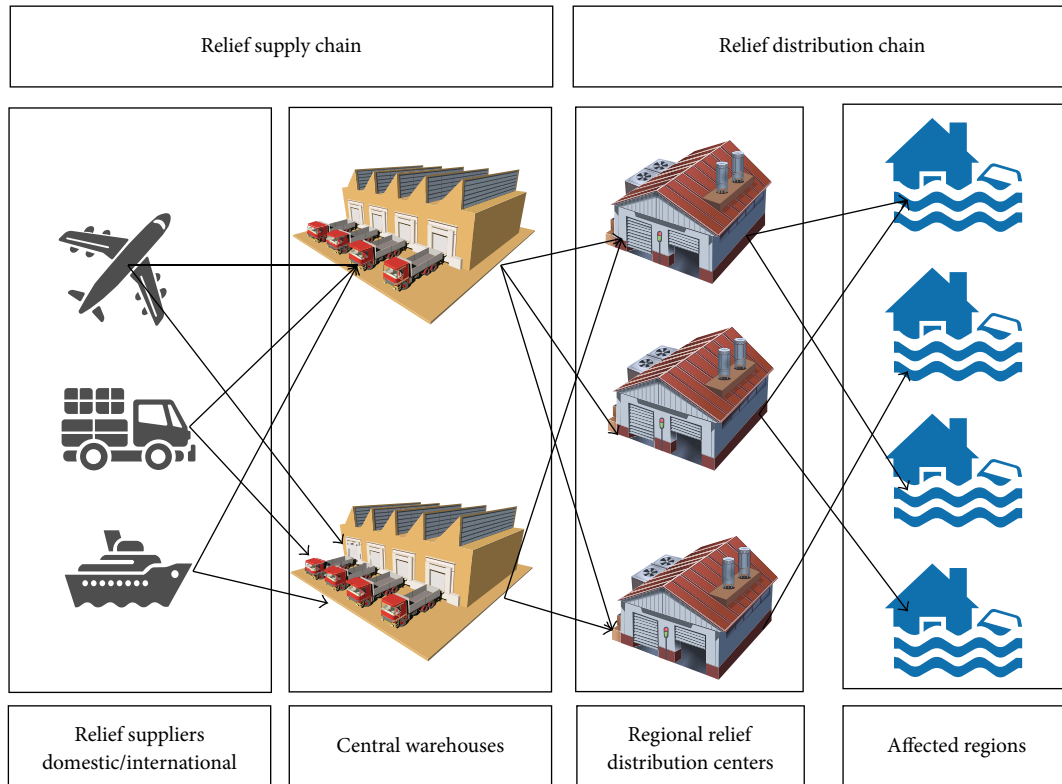 Relief supply chain
Relief distribution chain
Relief suppliers
domestic/international
Central warehouses
Regional relief
distribution centers
Affected regions